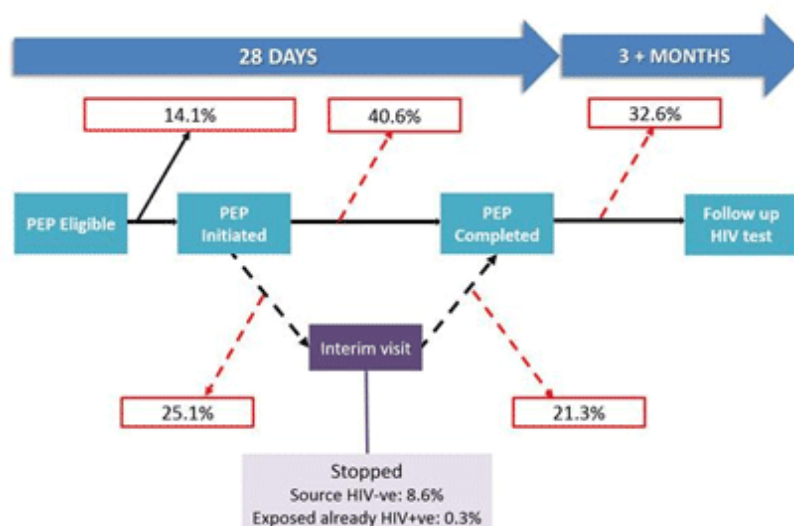 28 DAYS
3 + MONTHS
14.1%
40.6%
32.6%
PEP Eligible
PEP
Initiated
PEP
Completed
Follow up
HIV test
Interim visit
25.1%
21.3%
Stopped
Source HIV-ve: 8.6%
Exposed already HIV+ve: 0.3%